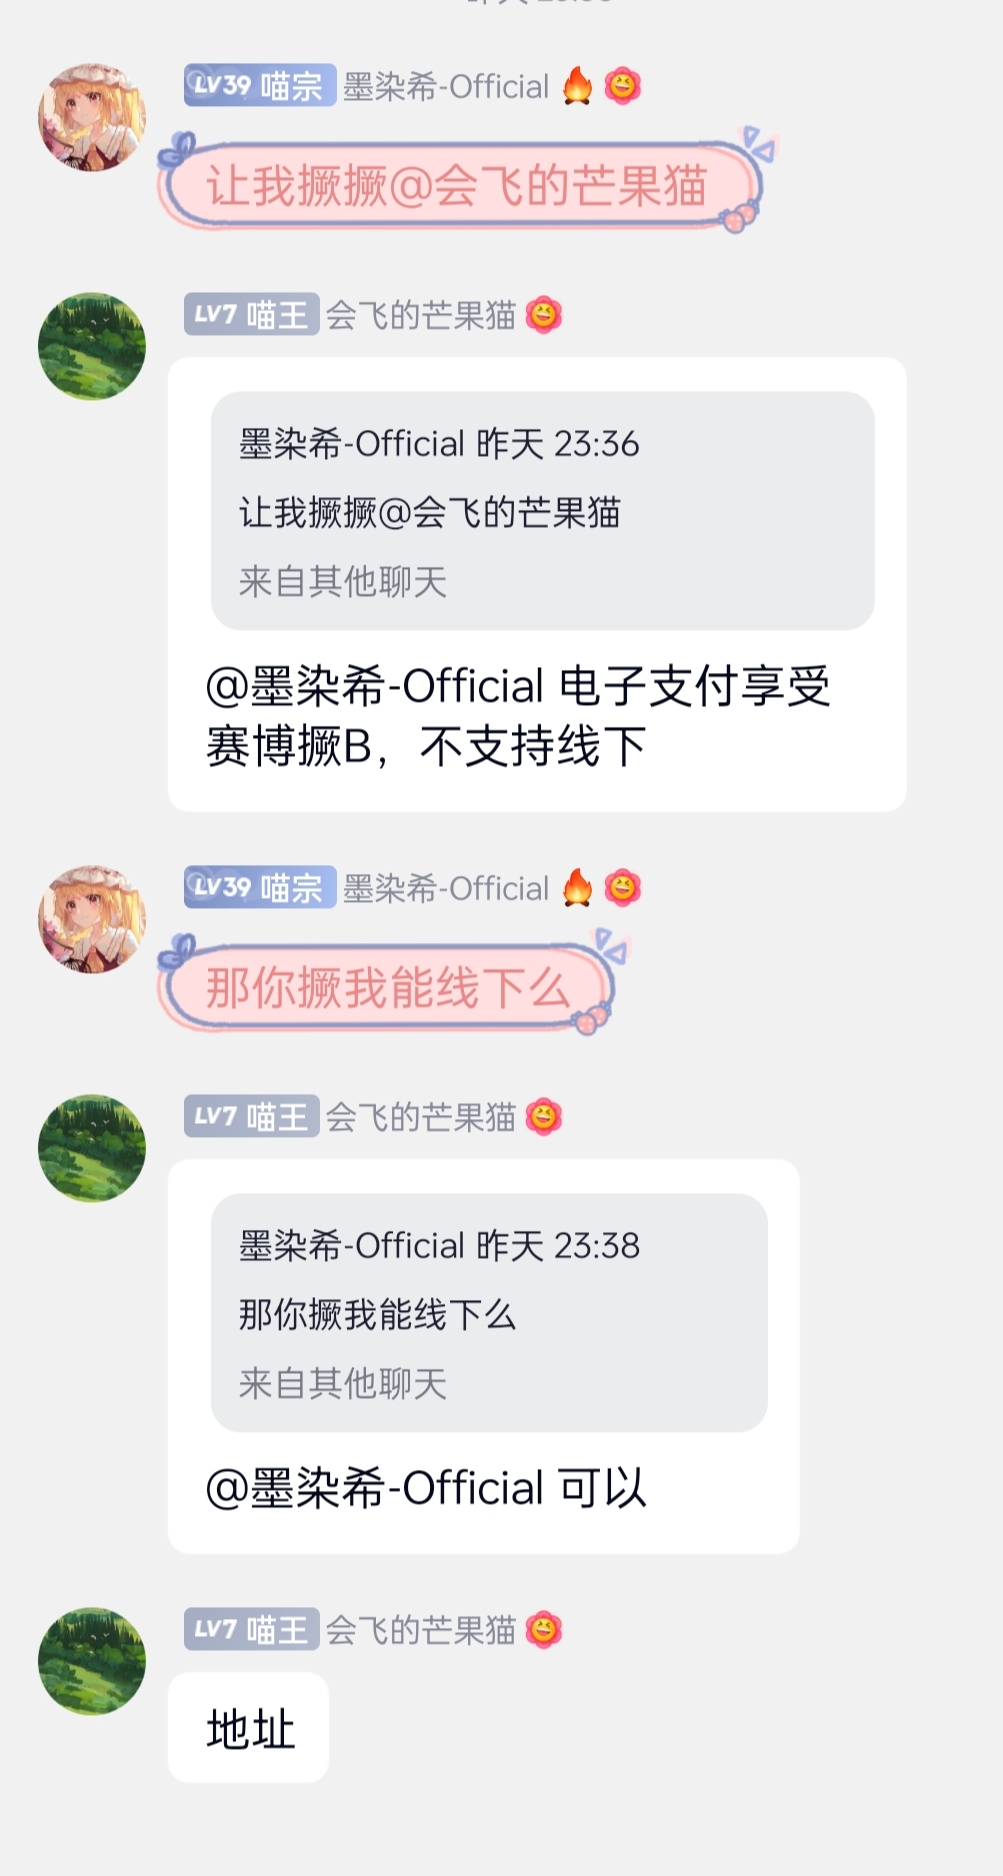 LV39 喵宗 墨染希-Official
让我撅撅@会飞的芒果猫
LV7 喵王 会飞的芒果猫
墨染希-Official 昨天 23:36
让我撅撅@会飞的芒果猫
来自其他聊天
@墨染希-Official 电子支付享受
赛博撅B，不支持线下
LV39 喵宗 墨染希-Official
那你撅我能线下么
LV7 喵王 会飞的芒果猫
墨染希-Official 昨天 23:38
那你撅我能线下么
来自其他聊天
@墨染希-Official 可以
LV7 喵王 会飞的芒果猫
地址